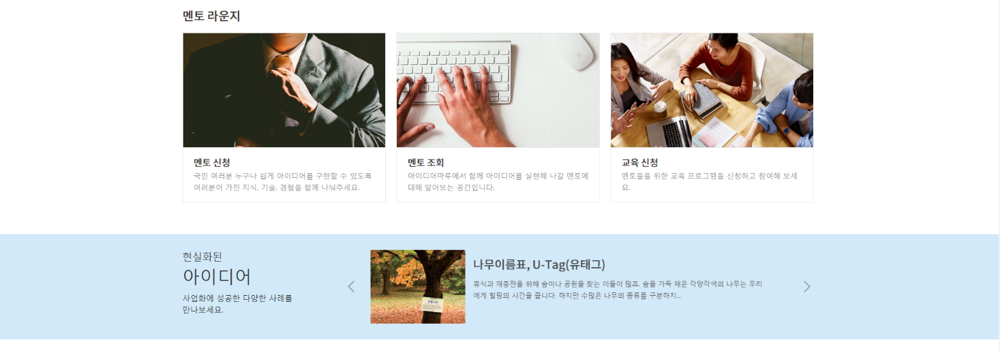 멘토 라운지
멘토 신청
국민 여러분 누구나 쉽게 아이디어를 구현할 수 있도록
여러분이 가진 지식, 기술, 경험을 함께 나눠주세요.
멘토 조회
아이디어마루에서 함께 아이디어를 실현해 나갈 멘토에
대해 알아보는 공간입니다.
교육 신청
멘토들을 위한 교육 프로그램을 신청하고 참여해 보세
요.
현실화된
아이디어
사업화에 성공한 다양한 사례를
만나보세요.
나무이름표, U-Tag(유태그)
휴식과 재충전을 위해 숲이나 공원을 찾는 이들이 많죠. 숲을 가득 채운 각양각색의 나무는 우리
에게 힐링의 시간을 줍니다. 하지만 수많은 나무의 종류를 구분하지...